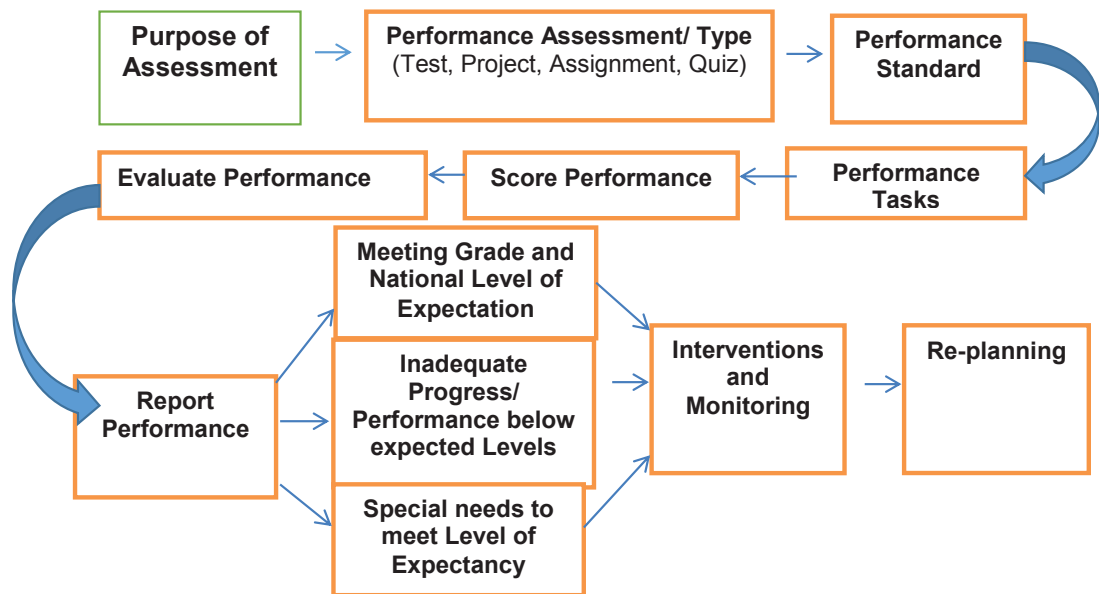 Purpose of
Assessment
Performance Assessment/ Type
(Test, Project, Assignment, Quiz)
Performance
Standard
Evaluate Performance
Score Performance
Performance
Tasks
Meeting Grade and
National Level of
Expectation
Inadequate
Progress/
Performance below
expected Levels
Special needs to
meet Level of
Expectancy
Report
Performance
Interventions
and
Monitoring
Re-planning